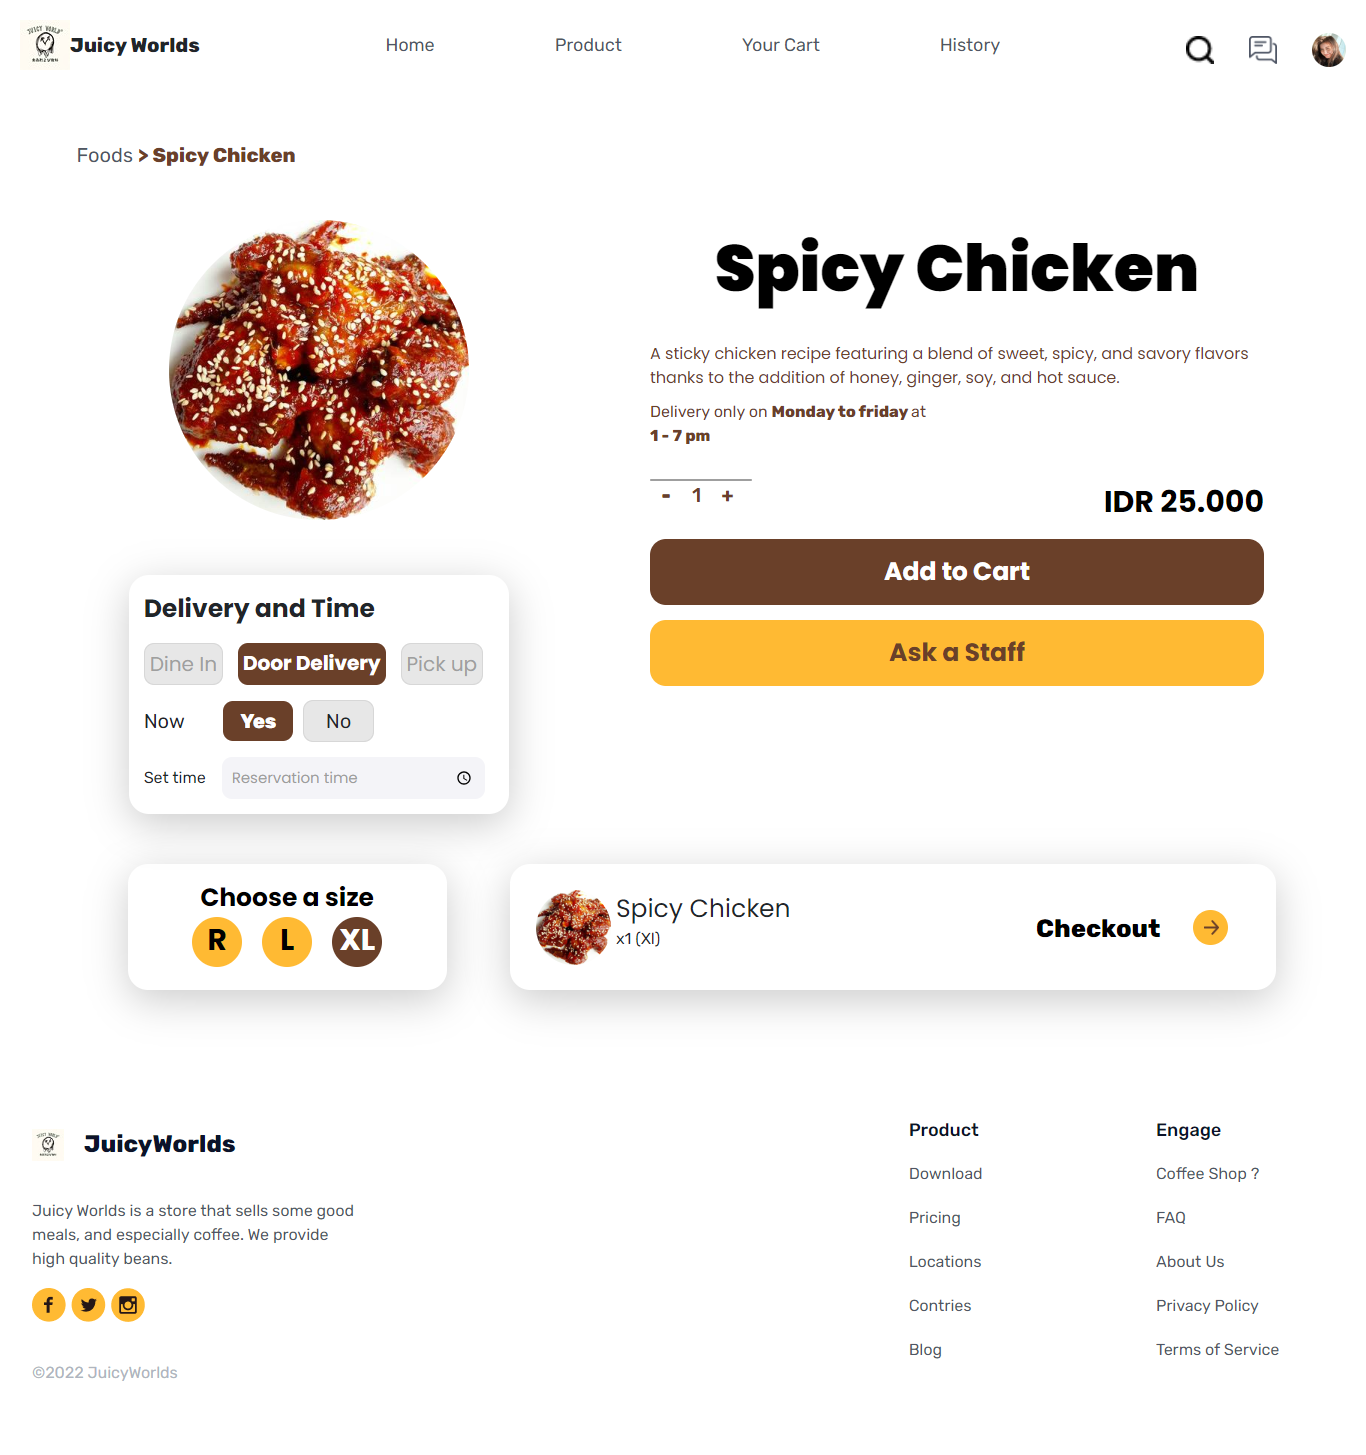 Juicy Worlds
Home
Product
Your Cart
History
Foods > Spicy Chicken
Spicy Chicken
A sticky chicken recipe featuring a blend of sweet, spicy, and savory flavors
thanks to the addition of honey, ginger, soy, and hot sauce.
Delivery only on Monday to friday at
1 - 7 pm
- 1 +
IDR 25.000
Add to Cart
Ask a Staff
Delivery and Time
Dine In
Door Delivery
Pick up
Now
Yes
No
Set time
Reservation time
Choose a size
R
L
XL
Spicy Chicken
x1 (Xl)
Checkout
JuicyWorlds
Juicy Worlds is a store that sells some good
meals, and especially coffee. We provide
high quality beans.
©2022 JuicyWorlds
Product
Download
Pricing
Locations
Contries
Blog
Engage
Coffee Shop ?
FAQ
About Us
Privacy Policy
Terms of Service